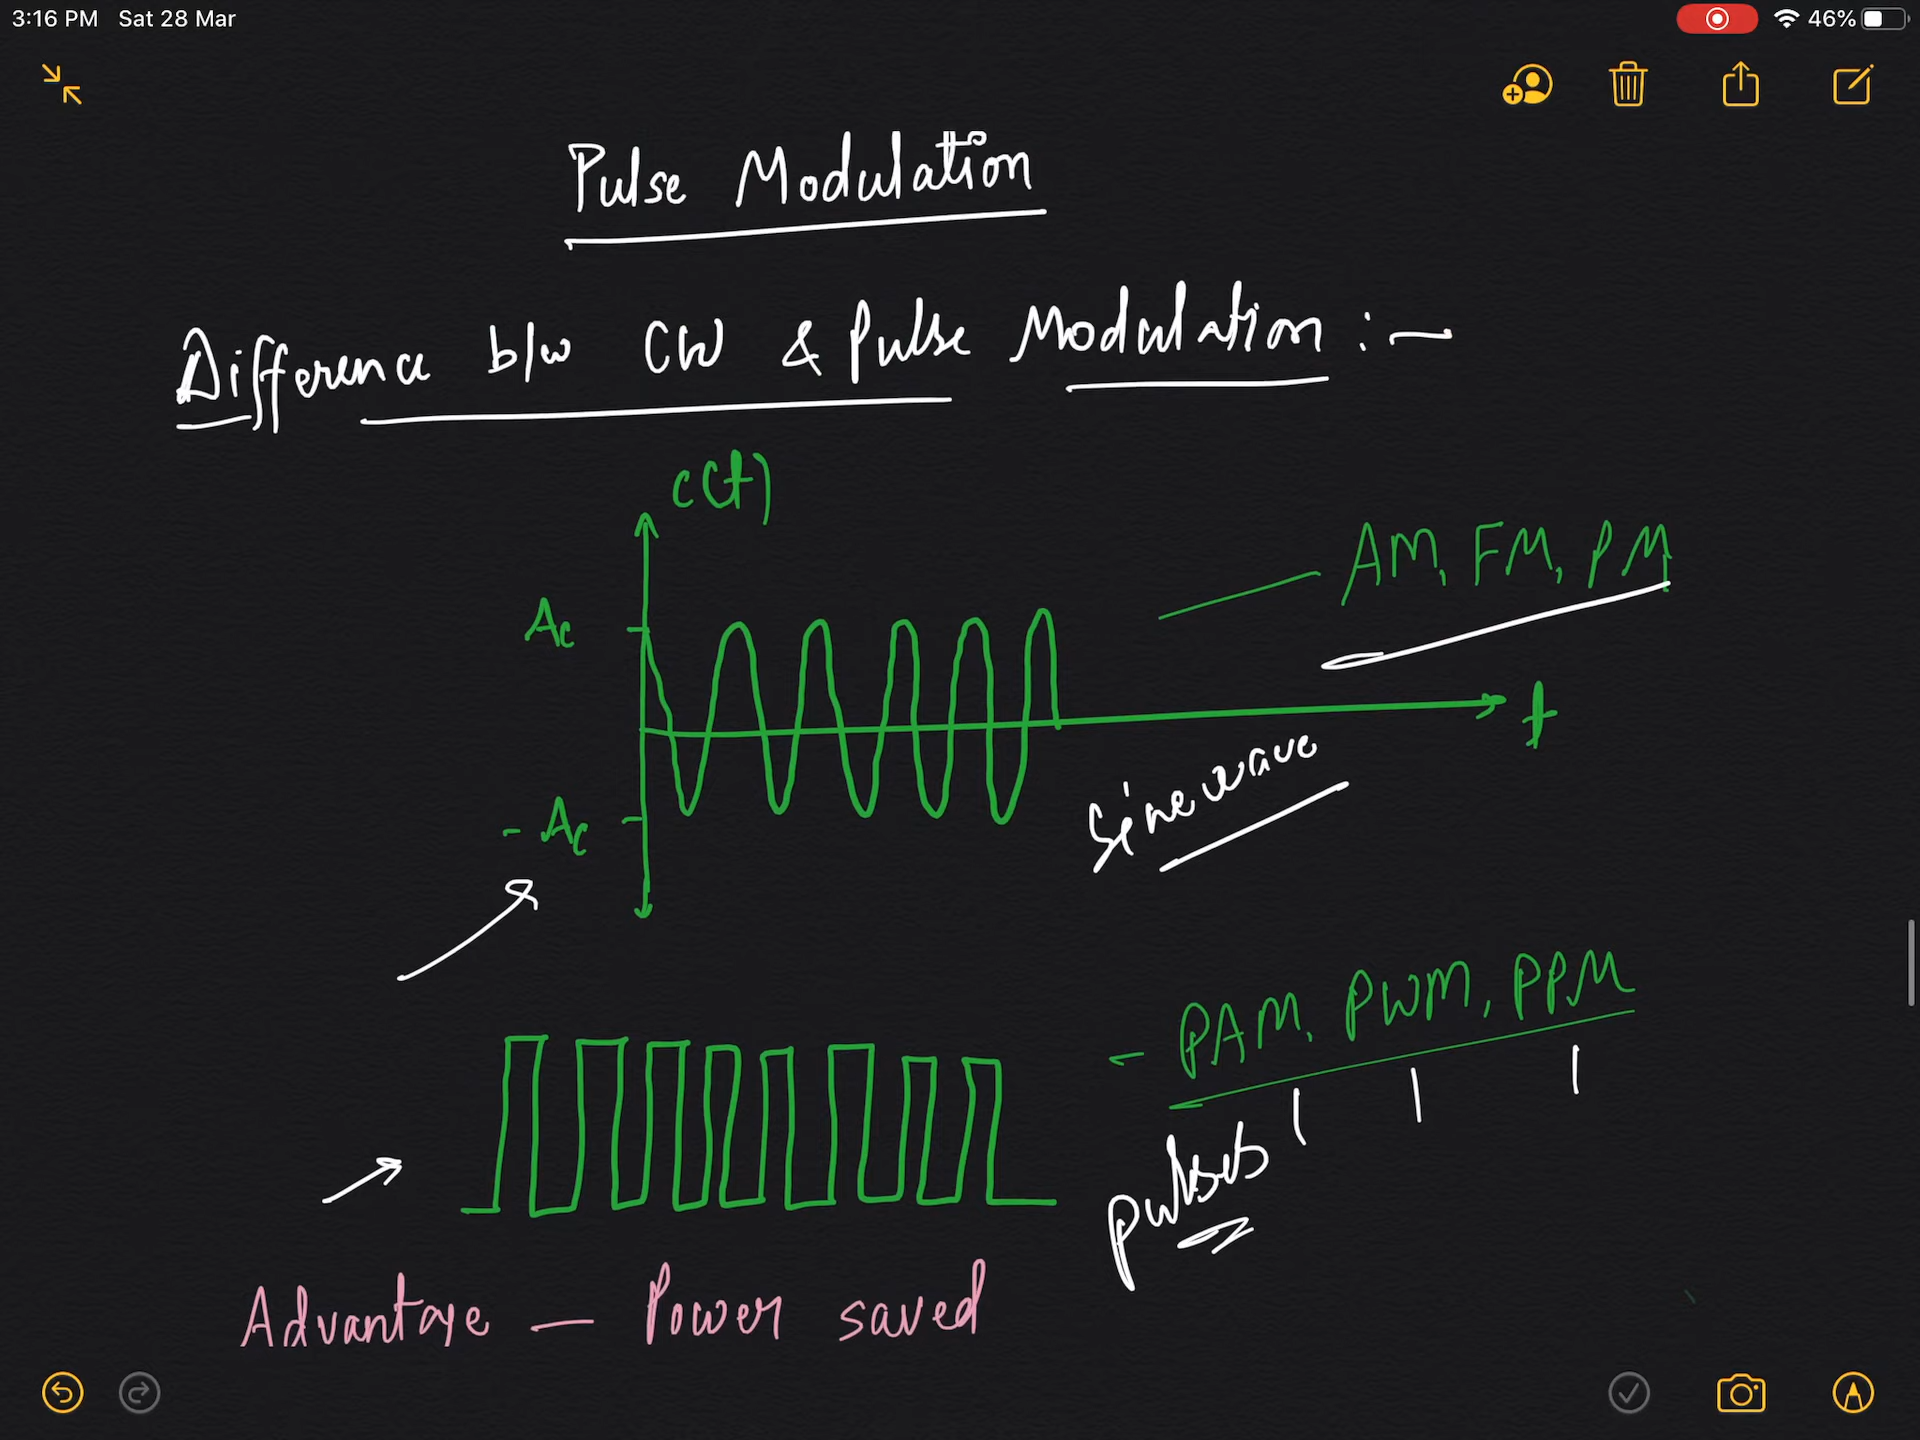 3:16 PM Sat 28 Mar
46%
Pulse Modulation
Difference b/w CW & Pulse Modulation :-
c(t)
AM, FM, PM
Ac
t
Sine wave
- Ac
- PAM, PWM, PPM
pulses
Advantage - Power saved